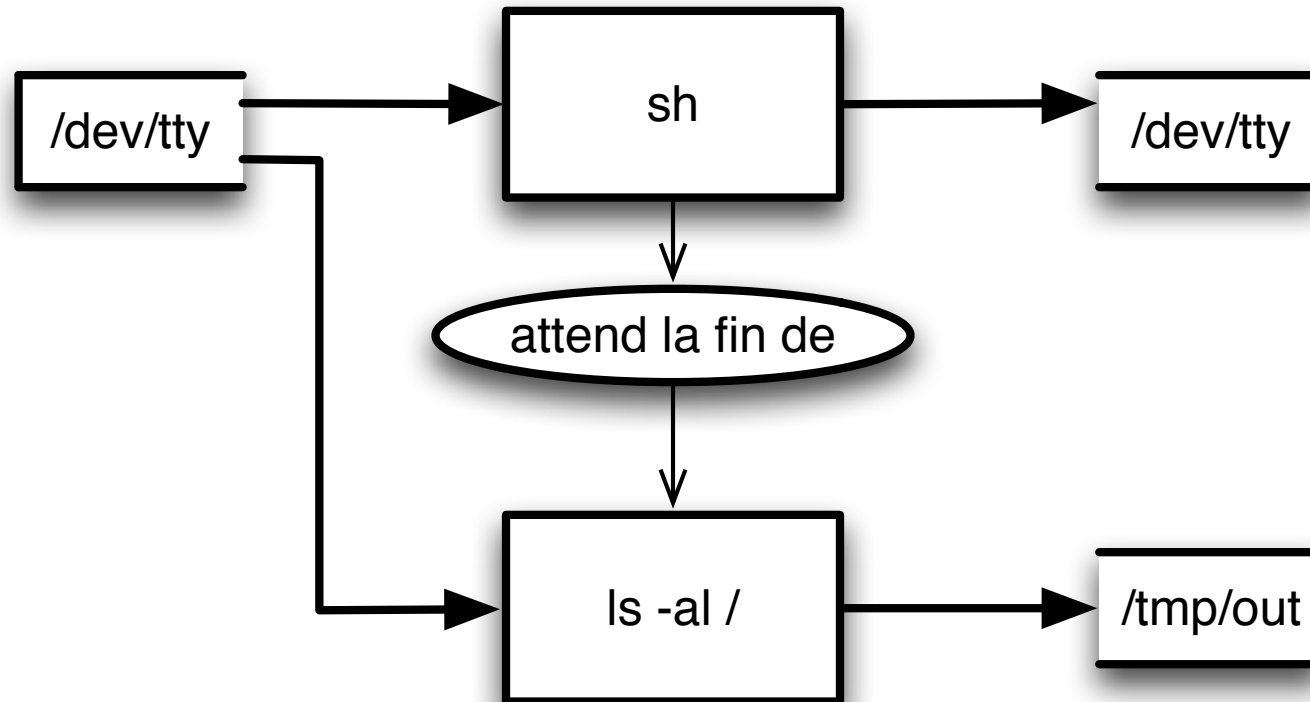 /dev/tty
sh
/dev/tty
attend la fin de
ls -al /
/tmp/out